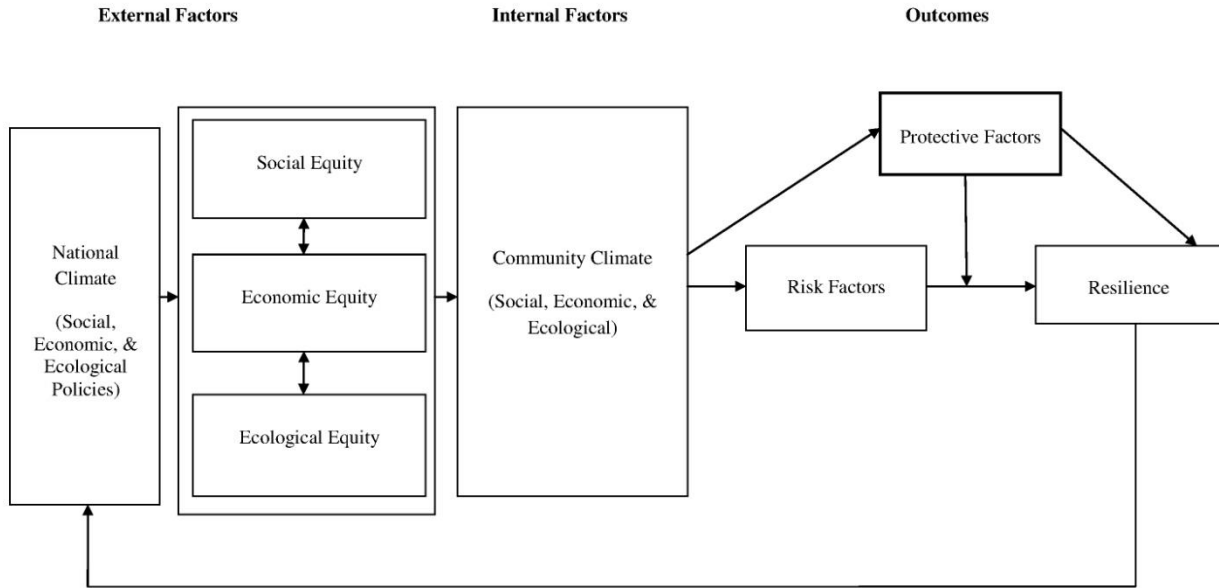 External Factors
Internal Factors
Outcomes
National
Climate
(Social,
Economic, &
Ecological
Policies)
Social Equity
Economic Equity
Ecological Equity
Community Climate
(Social, Economic, &
Ecological)
Protective Factors
Risk Factors
Resilience